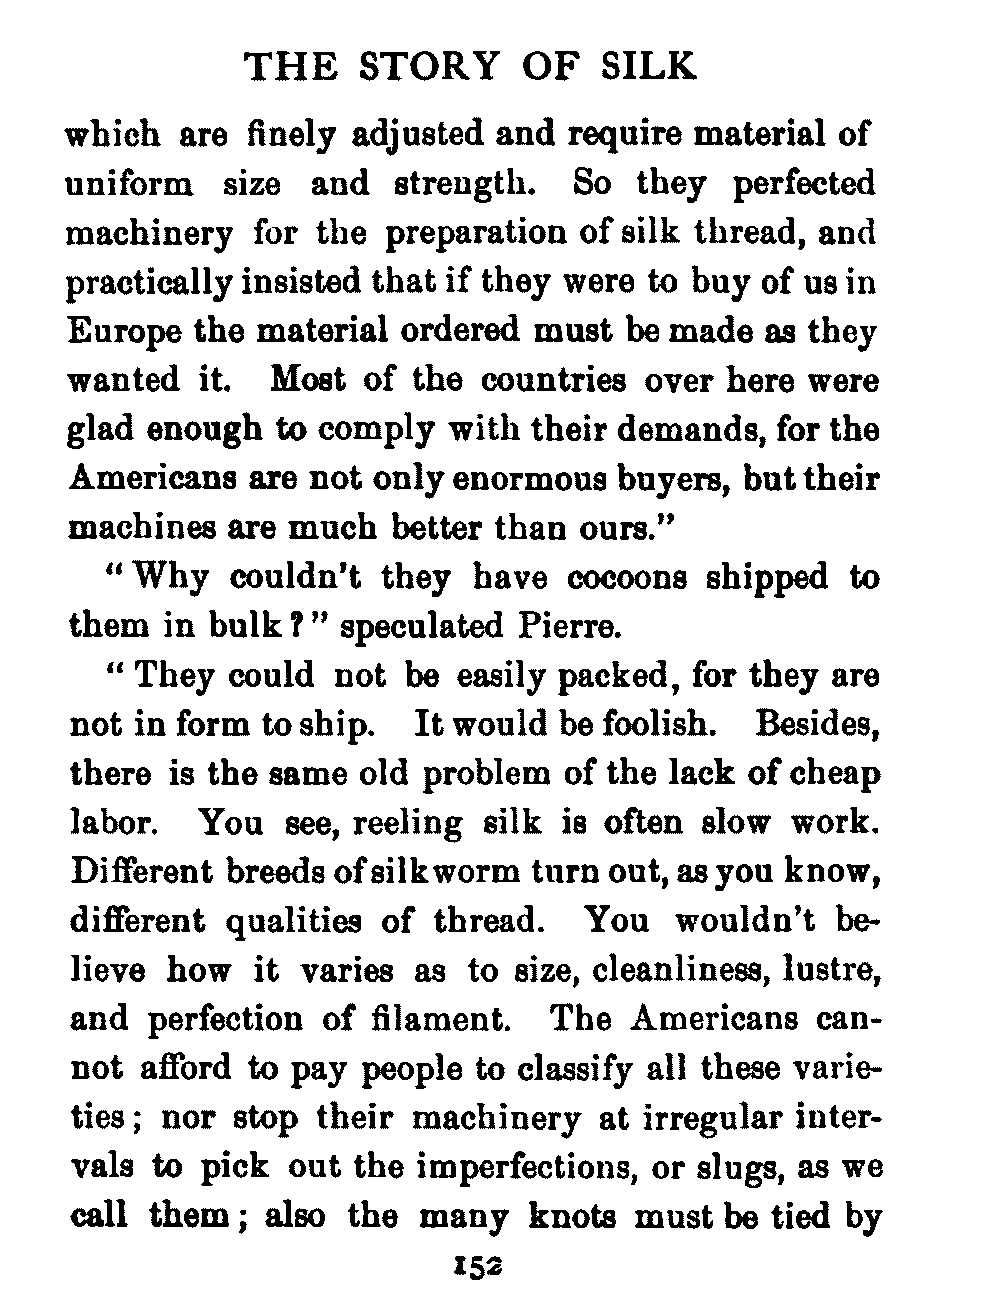 THE STORY OF SILK
which are finely adjusted and require material of
uniform size and strength. So they perfected
machinery for the preparation of silk thread, and
practically insisted that if they were to buy of us in
Europe the material ordered must be made as they
wanted it. Most of the countries over here were
glad enough to comply with their demands, for the
Americans are not only enormous buyers, but their
machines are much better than ours.”
“Why couldn’t they have cocoons shipped to
them in bulk?” speculated Pierre.
“They could not be easily packed, for they are
not in form to ship. It would be foolish. Besides,
there is the same old problem of the lack of cheap
labor. You see, reeling silk is often slow work.
Different breeds of silkworm turn out, as you know,
different qualities of thread. You wouldn’t be-
lieve how it varies as to size, cleanliness, lustre,
and perfection of filament. The Americans can-
not afford to pay people to classify all these varie-
ties; nor stop their machinery at irregular inter-
vals to pick out the imperfections, or slugs, as we
call them; also the many knots must be tied by
152